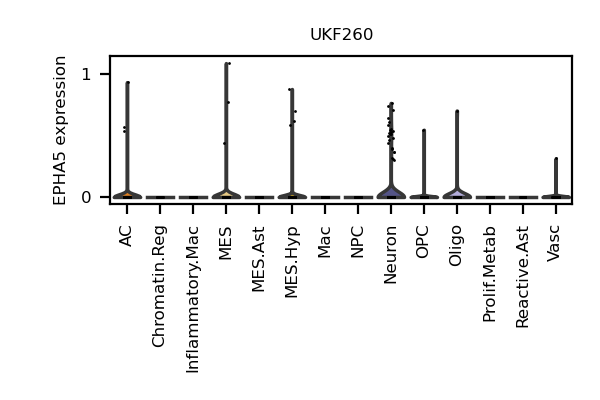 UKF260
EPHA5 expression
1
0
AC
Chromatin.Reg
Inflammatory.Mac
MES
MES.Ast
MES.Hyp
Mac
NPC
Neuron
OPC
Oligo
Prolif.Metab
Reactive.Ast
Vasc